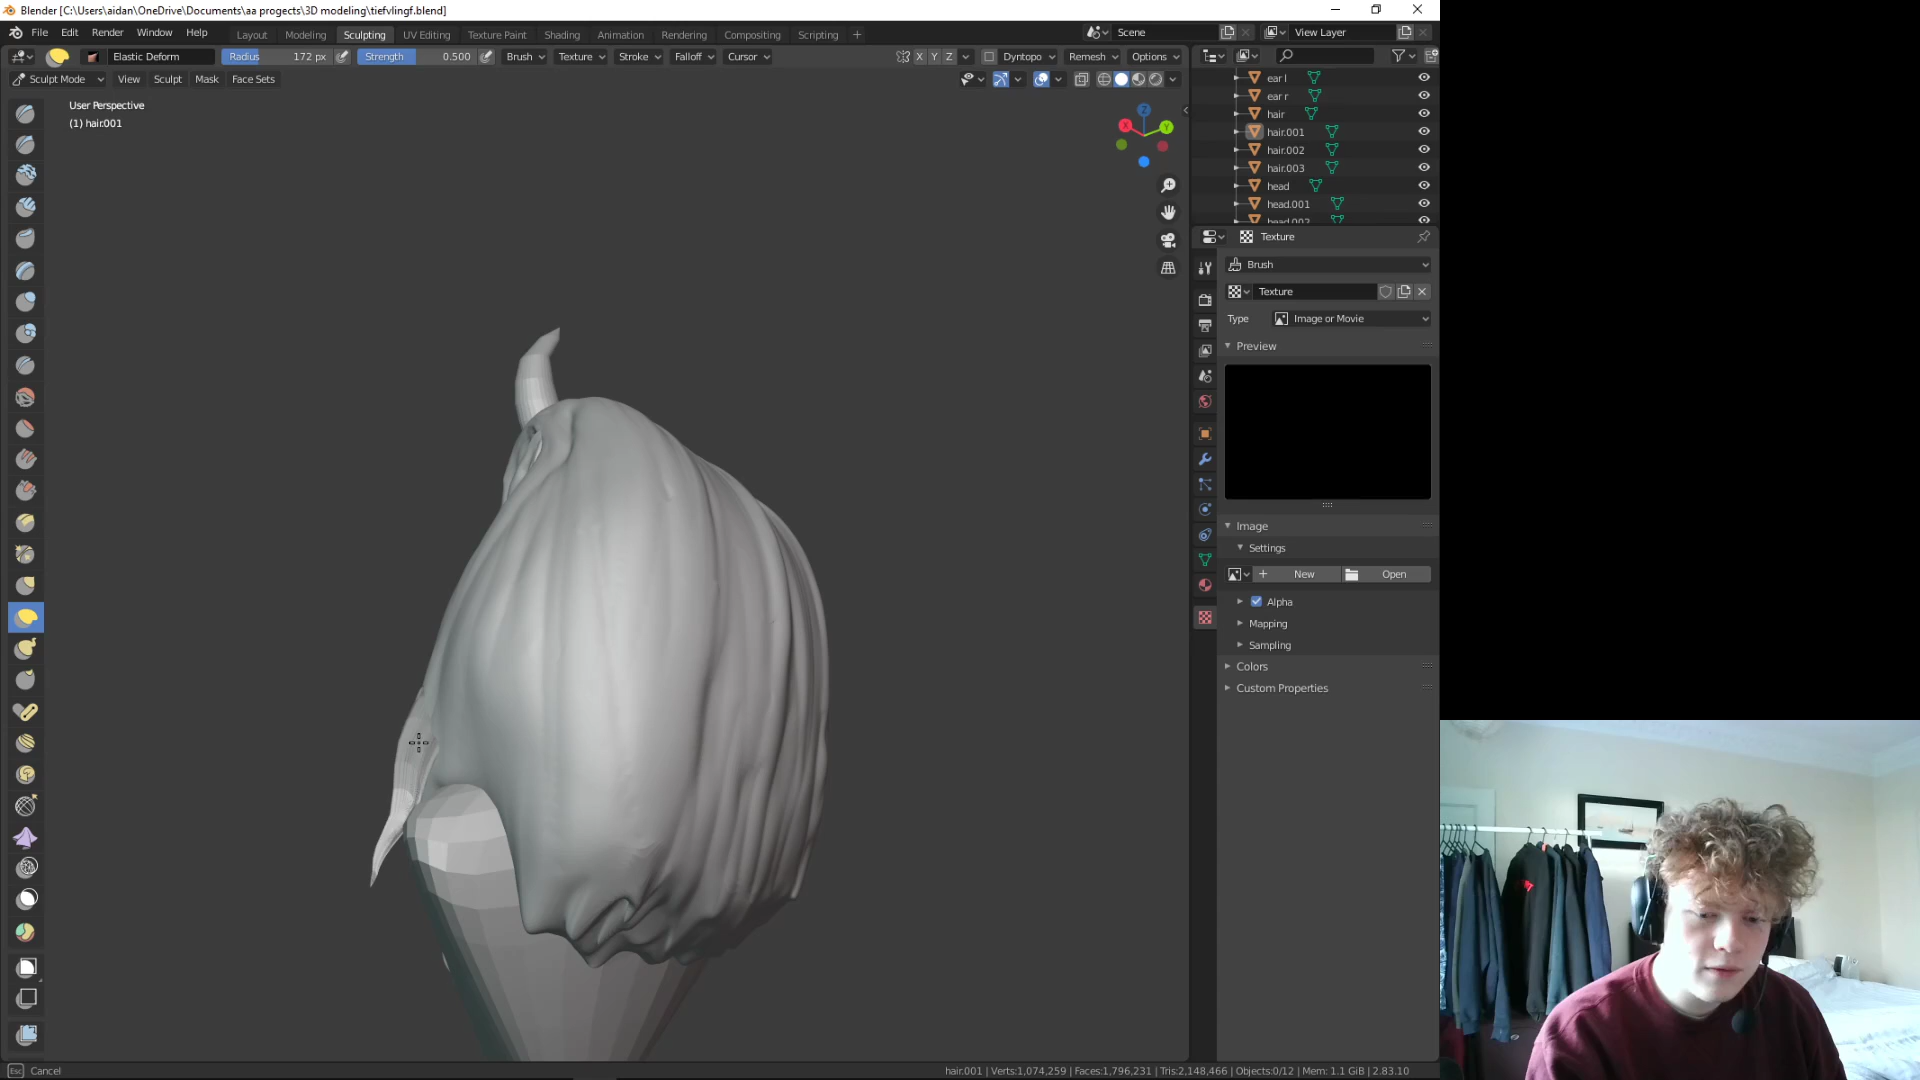 Blender [C:\Users\aidan\OneDrive\Documents\aa progects\3D modeling\tiefvlingf.blend]
File Edit Render Window Help Layout Modeling Sculpting UV Editing Texture Paint Shading Animation Rendering Compositing Scripting + Scene View Layer
Elastic Deform Radius 172 px Strength 0.500 Brush Texture Stroke Falloff Cursor X Y Z Dyntopo Remesh Options
Sculpt Mode View Sculpt Mask Face Sets
User Perspective
(1) hair.001
Z
X
Y
ear l
ear r
hair
hair.001
hair.002
hair.003
head
head.001
head.002
Texture
Brush
Texture
Type Image or Movie
Preview
Image
Settings
+ New Open
Alpha
Mapping
Sampling
Colors
Custom Properties
Esc Cancel
hair.001 | Verts:1,074,259 | Faces:1,796,231 | Tris:2,148,466 | Objects:0/12 | Mem: 1.1 GiB | 2.83.10